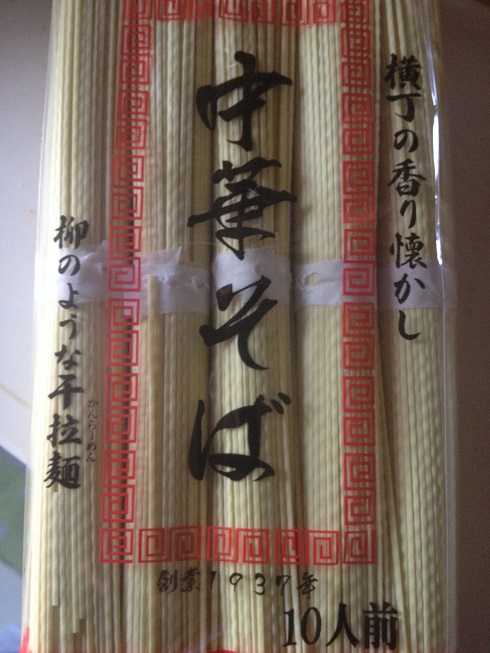 横丁の香り懐かし
中華そば
柳のような干拉麺
かんらーめん
創業1937年
10人前